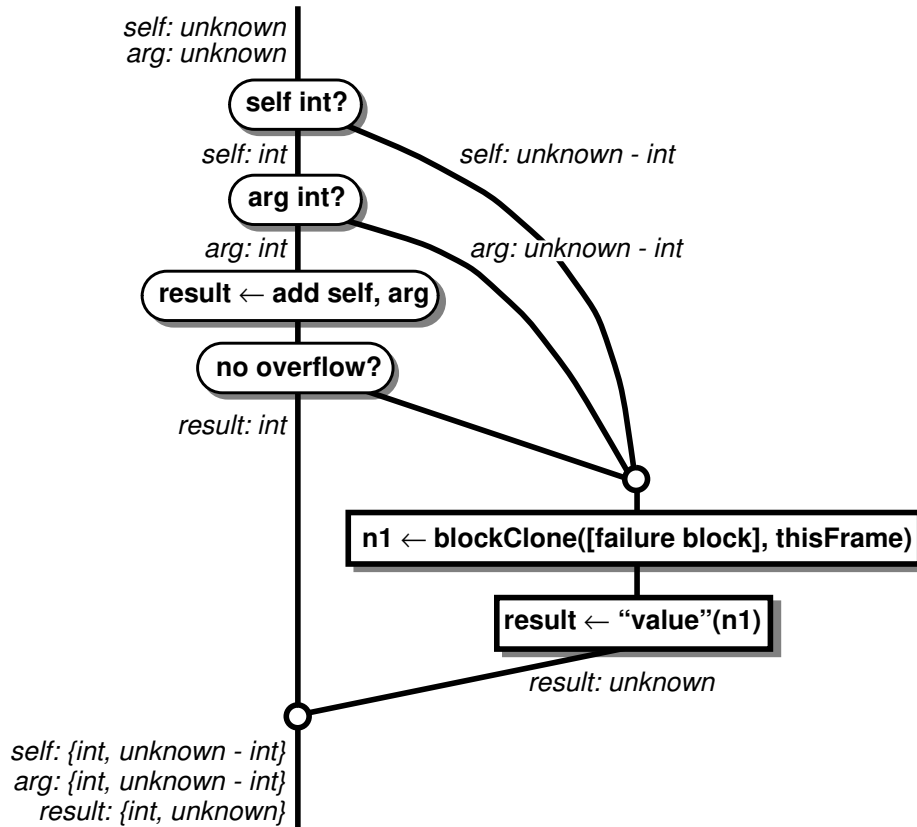 self: unknown
arg: unknown
self int?
self: int
self: unknown - int
arg int?
arg: int
arg: unknown - int
result ← add self, arg
no overflow?
result: int
n1 ← blockClone([failure block], thisFrame)
result ← “value”(n1)
result: unknown
self: {int, unknown - int}
arg: {int, unknown - int}
result: {int, unknown}